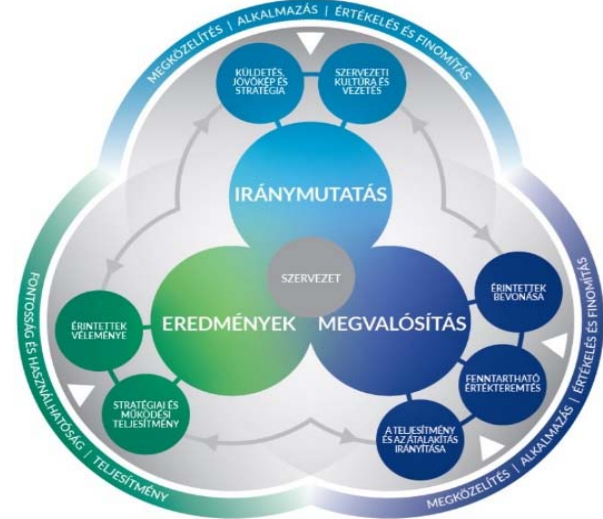 MEGKÖZELÍTÉS | ALKALMAZÁS | ÉRTÉKELÉS ÉS FINOMÍTÁS
KÜLDETÉS,
JÖVŐKÉP ÉS
STRATÉGIA
SZERVEZETI
KULTÚRA ÉS
VEZETÉS
IRÁNYMUTATÁS
SZERVEZET
EREDMÉNYEK
MEGVALÓSÍTÁS
ÉRINTETTEK
VÉLEMÉNYE
STRATÉGIAI ÉS
MŰKÖDÉSI
TELJESÍTMÉNY
ÉRINTETTEK
BEVONÁSA
FENNTARTHATÓ
ÉRTÉKTEREMTÉS
A TELJESÍTMÉNY
ÉS AZ ÁTALAKÍTÁS
IRÁNYÍTÁSA
FONTOSSÁG ÉS HASZNÁLHATÓSÁG | TELJESÍTMÉNY
MEGKÖZELÍTÉS | ALKALMAZÁS | ÉRTÉKELÉS ÉS FINOMÍTÁS